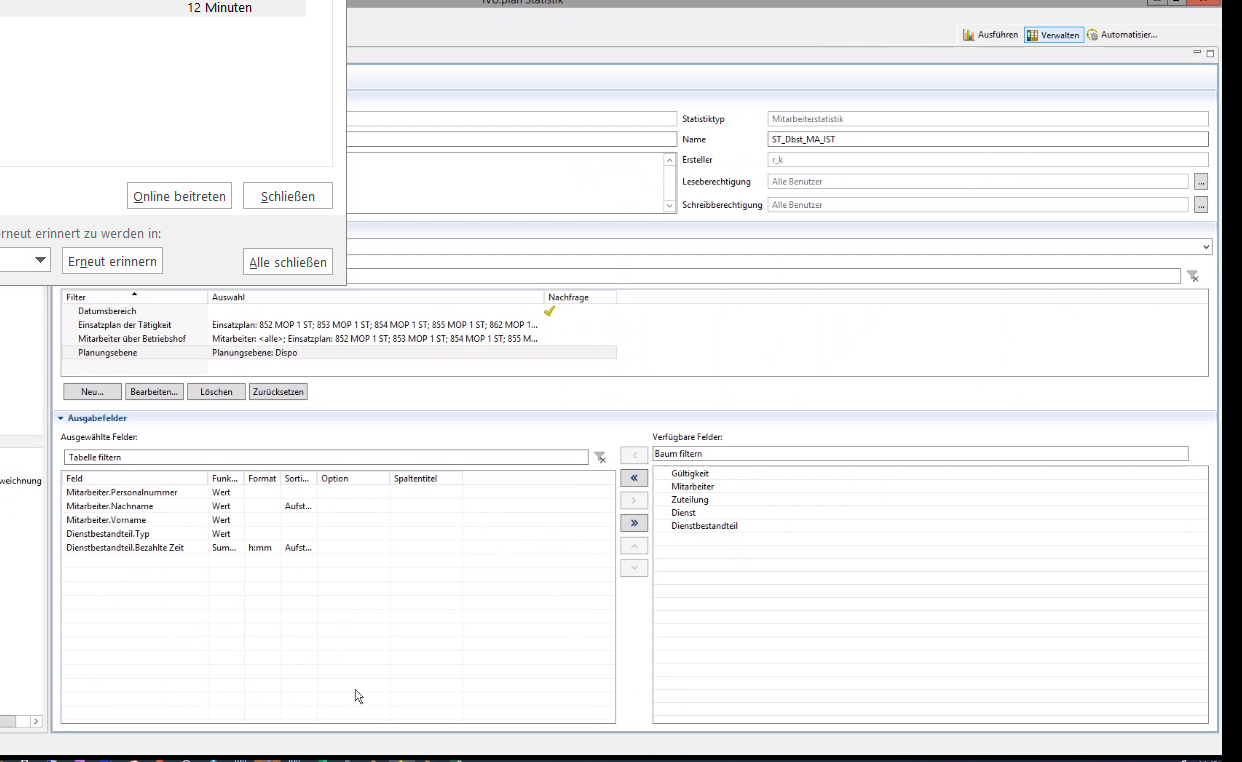 IVU.plan Statistik
12 Minuten
Ausführen Verwalten Automatisier...
Statistiktyp Mitarbeiterstatistik
Name ST_Dbst_MA_IST
Ersteller r_k
Leseberechtigung Alle Benutzer ...
Schreibberechtigung Alle Benutzer ...
Online beitreten Schließen
rneut erinnert zu werden in:
Erneut erinnern Alle schließen
Filter Auswahl Nachfrage
Datumsbereich
Einsatzplan der Tätigkeit Einsatzplan: 852 MOP 1 ST; 853 MOP 1 ST; 854 MOP 1 ST; 855 MOP 1 ST; 862 MOP 1...
Mitarbeiter über Betriebshof Mitarbeiter: <alle>; Einsatzplan: 852 MOP 1 ST; 853 MOP 1 ST; 854 MOP 1 ST; 855 M...
Planungsebene Planungsebene: Dispo
Neu... Bearbeiten... Löschen Zurücksetzen
Ausgabefelder
Ausgewählte Felder: Verfügbare Felder:
Tabelle filtern Baum filtern
Feld Funk... Format Sorti... Option Spaltentitel
Mitarbeiter.Personalnummer Wert
Mitarbeiter.Nachname Wert Aufst...
Mitarbeiter.Vorname Wert
Dienstbestandteil.Typ Wert
Dienstbestandteil.Bezahlte Zeit Sum... h:mm Aufst...
Gültigkeit
Mitarbeiter
Zuteilung
Dienst
Dienstbestandteil
weichnung